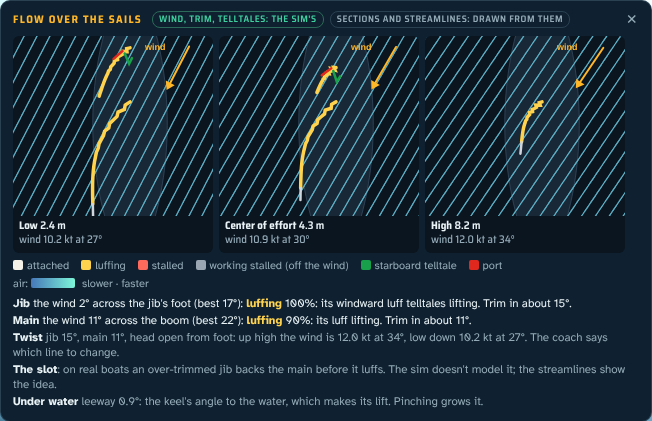 FLOW OVER THE SAILS
WIND, TRIM, TELLTALES: THE SIM'S
SECTIONS AND STREAMLINES: DRAWN FROM THEM
×
wind
wind
wind
Low 2.4 m
wind 10.2 kt at 27°
Center of effort 4.3 m
wind 10.9 kt at 30°
High 8.2 m
wind 12.0 kt at 34°
attached
luffing
stalled
working stalled (off the wind)
starboard telltale
port
air:
slower · faster
Jib the wind 2° across the jib's foot (best 17°): luffing 100%: its windward luff telltales lifting. Trim in about 15°.
Main the wind 11° across the boom (best 22°): luffing 90%: its luff lifting. Trim in about 11°.
Twist jib 15°, main 11°, head open from foot: up high the wind is 12.0 kt at 34°, low down 10.2 kt at 27°. The coach says
which line to change.
The slot: on real boats an over-trimmed jib backs the main before it luffs. The sim doesn't model it; the streamlines show
the idea.
Under water leeway 0.9°: the keel's angle to the water, which makes its lift. Pinching grows it.